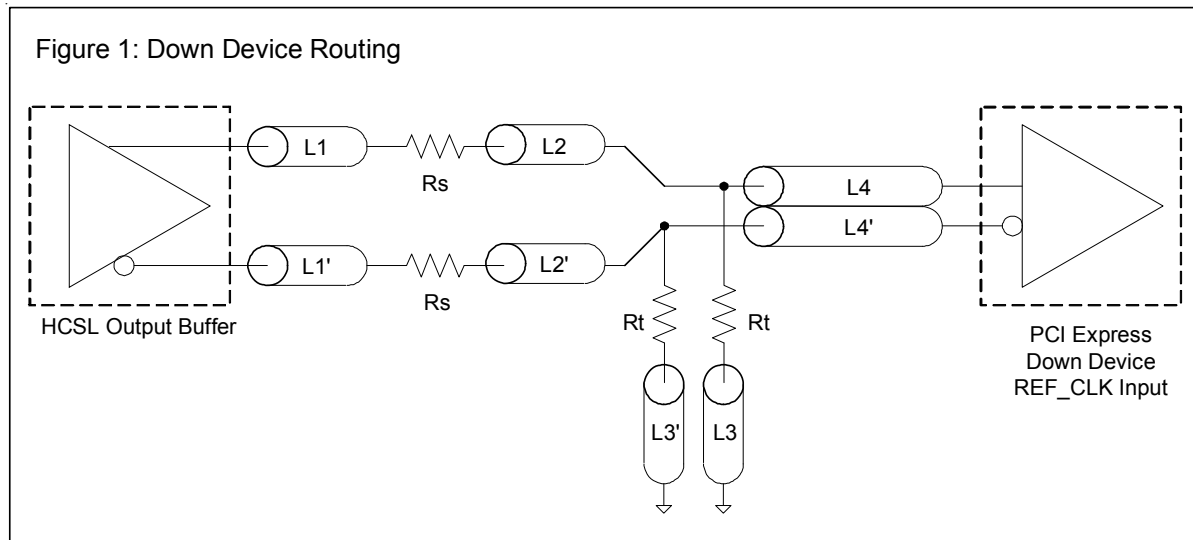 Figure 1: Down Device Routing
L1
Rs
L2
L4
L4'
L1'
Rs
L2'
HCSL Output Buffer
Rt
Rt
L3'
L3
PCI Express
Down Device
REF_CLK Input